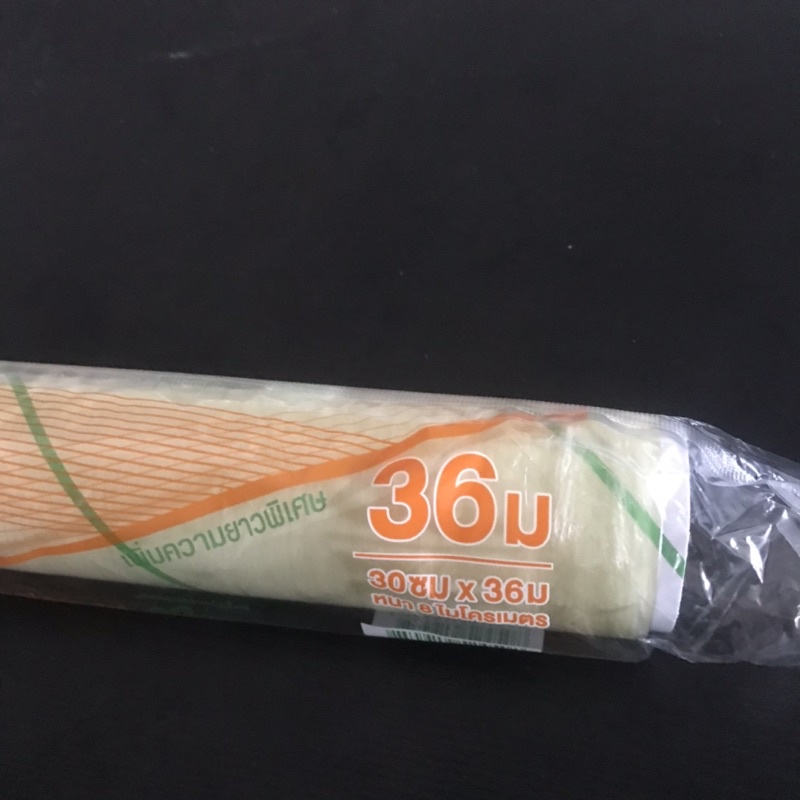 เพิ่มความยาวพิเศษ
36ม
30ซม x 36ม
หนา 8 ไมโครเมตร